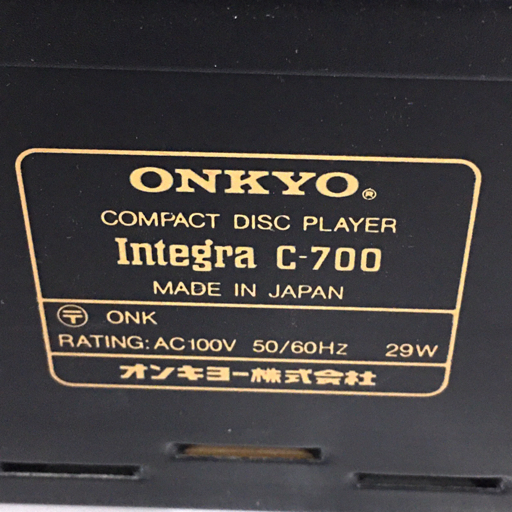 ONKYO®
COMPACT DISC PLAYER
Integra C-700
MADE IN JAPAN
〶 ONK
RATING: AC100V 50/60Hz 29W
オンキヨー株式会社